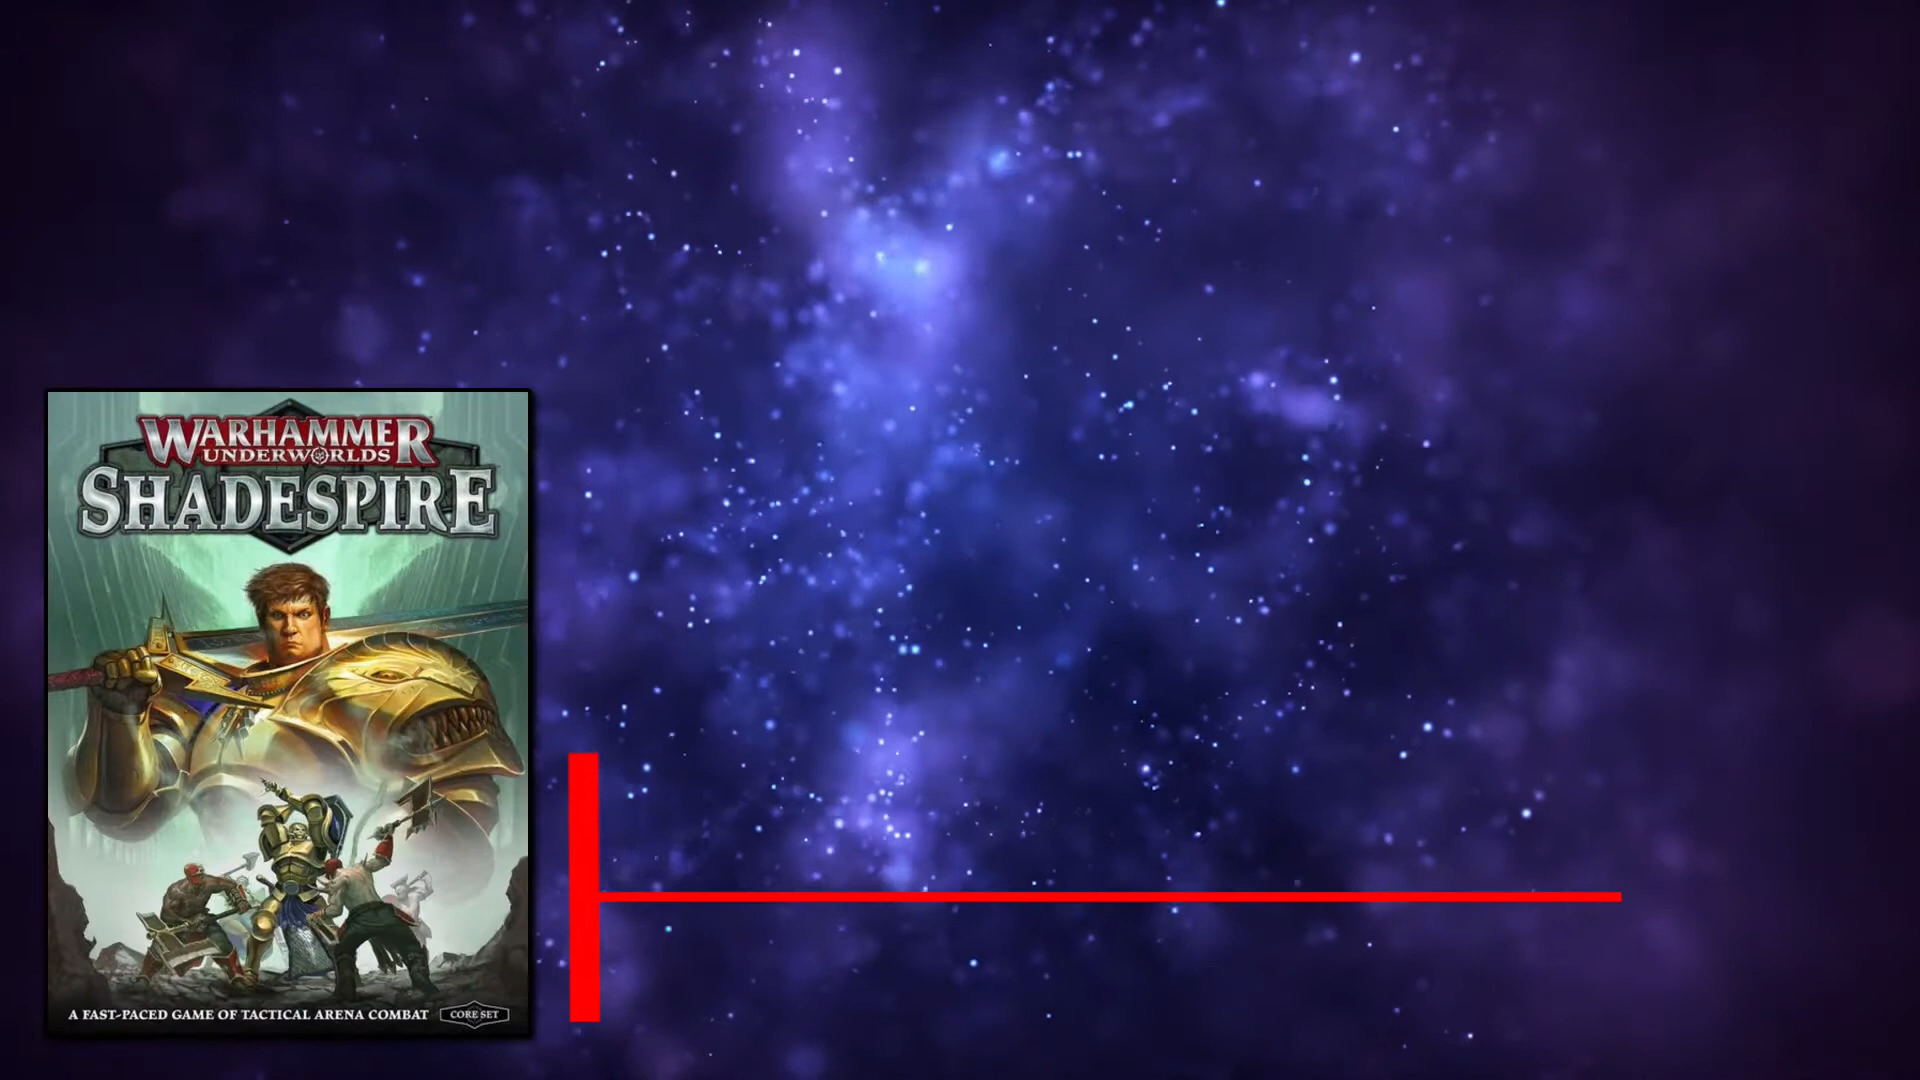 WARHAMMER
UNDERWORLDS
SHADESPIRE
A FAST-PACED GAME OF TACTICAL ARENA COMBAT CORE SET